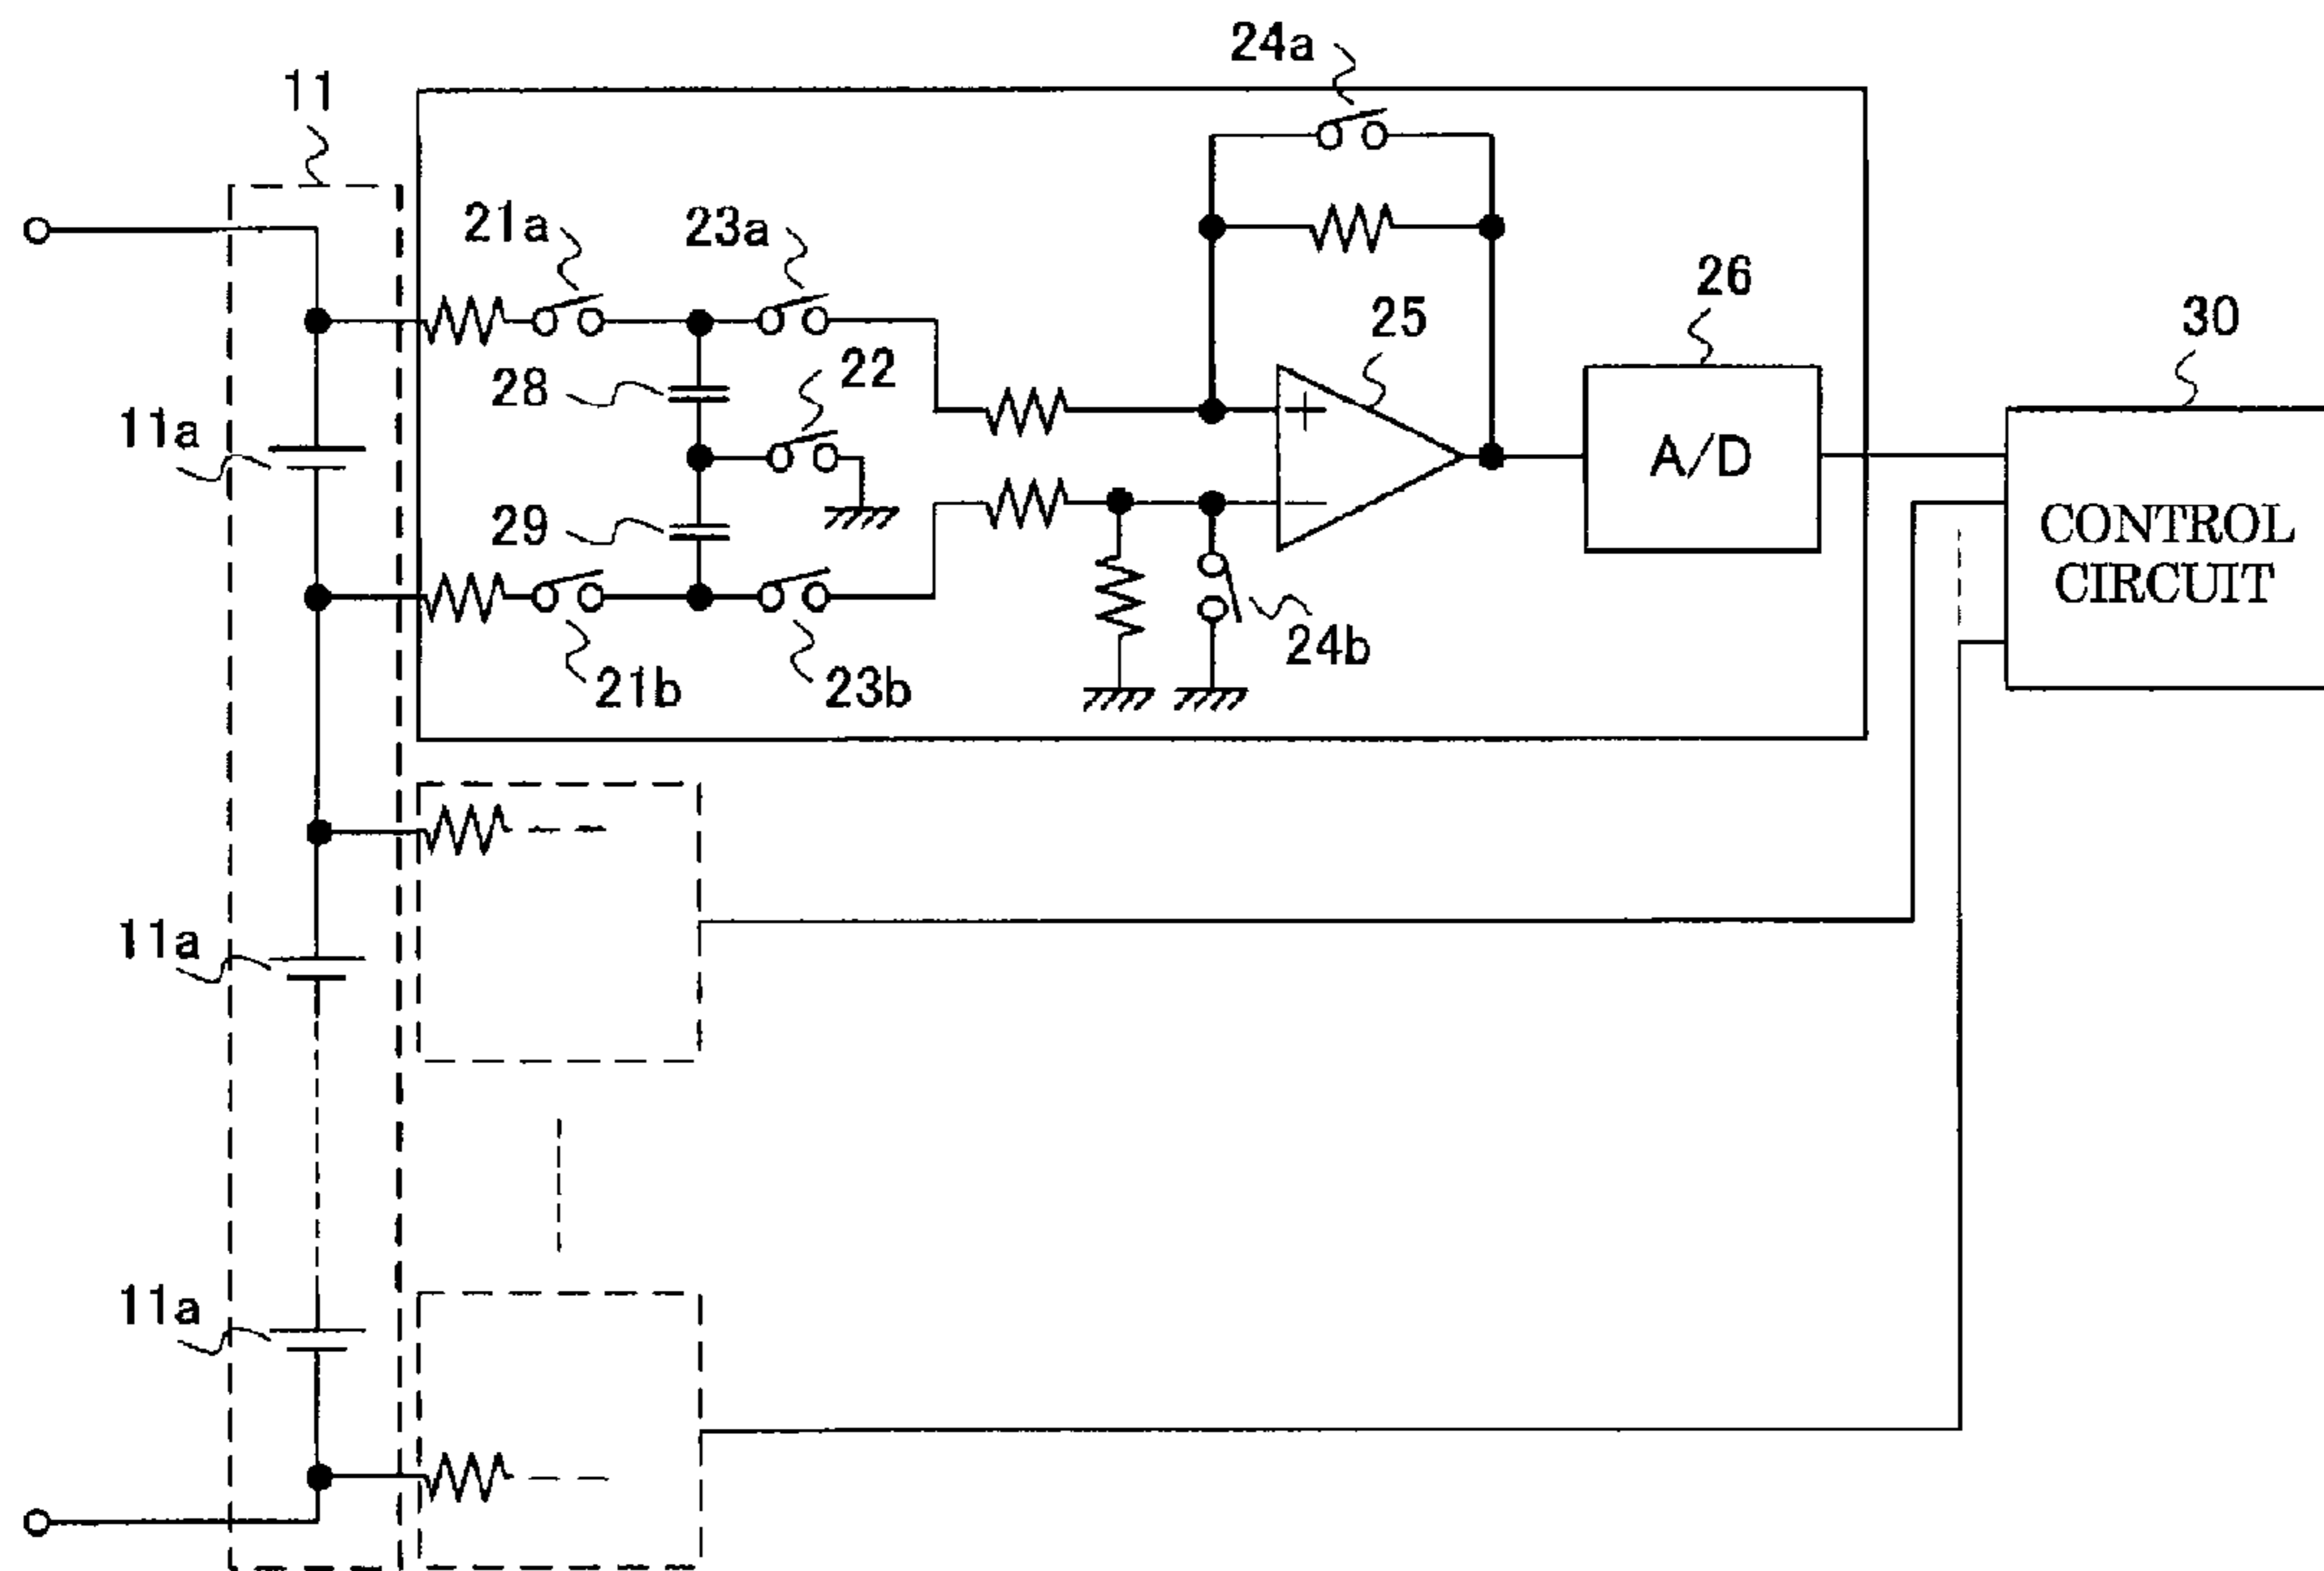 24a
11
21a
23a
26
25
30
22
28
11a
+
A/D
29
−
CONTROL
CIRCUIT
24b
21b
23b
11a
11a